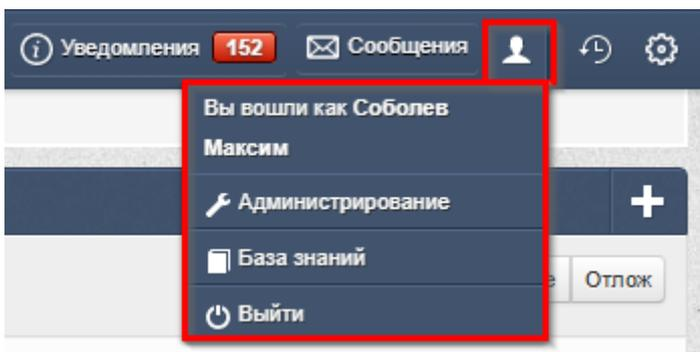 Уведомления 152 Сообщения
Вы вошли как Соболев
Максим
Администрирование
База знаний
е Отлож
Выйти